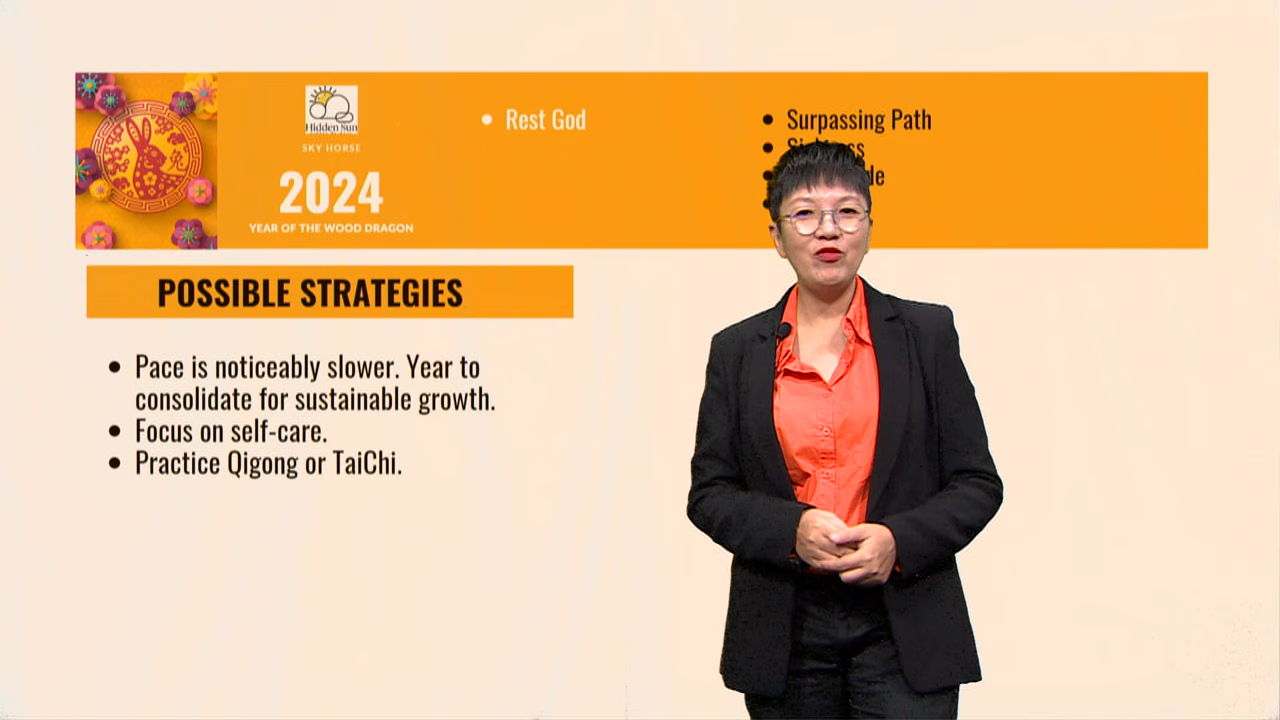 Hidden Sun
SKY HORSE
2024
YEAR OF THE WOOD DRAGON
Rest God
Surpassing Path
POSSIBLE STRATEGIES
Pace is noticeably slower. Year to
consolidate for sustainable growth.
Focus on self-care.
Practice Qigong or TaiChi.